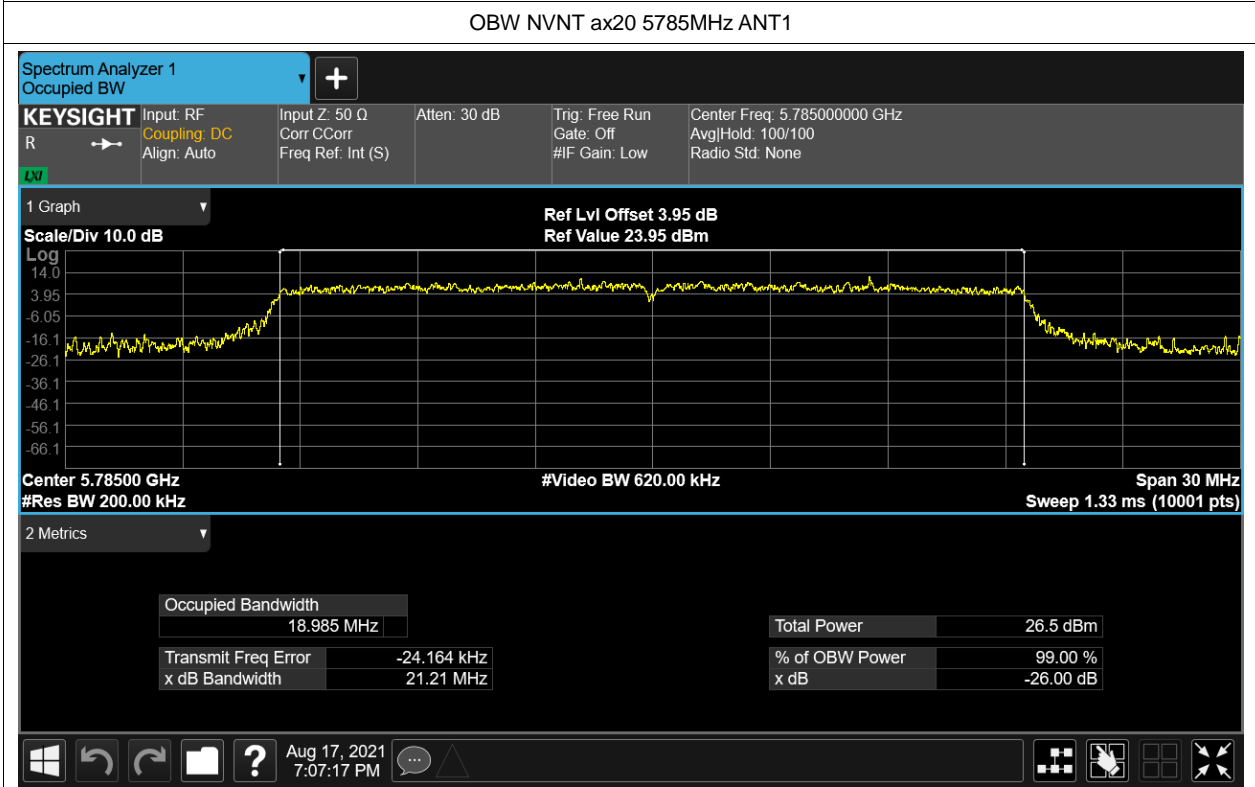 OBW NVNT ax20 5785MHz ANT1
Spectrum Analyzer 1
Occupied BW
KEYSIGHT
R
LXI
Input: RF
Coupling: DC
Align: Auto
Input Z: 50 Ω
Corr CCorr
Freq Ref: Int (S)
Atten: 30 dB
Trig: Free Run
Gate: Off
#IF Gain: Low
Center Freq: 5.785000000 GHz
Avg|Hold: 100/100
Radio Std: None
1 Graph
Scale/Div 10.0 dB
Ref Lvl Offset 3.95 dB
Ref Value 23.95 dBm
Log
14.0
3.95
-6.05
-16.1
-26.1
-36.1
-46.1
-56.1
-66.1
Center 5.78500 GHz
#Video BW 620.00 kHz
Span 30 MHz
#Res BW 200.00 kHz
Sweep 1.33 ms (10001 pts)
2 Metrics
Occupied Bandwidth
18.985 MHz
Total Power 26.5 dBm
Transmit Freq Error -24.164 kHz
% of OBW Power 99.00 %
x dB Bandwidth 21.21 MHz
x dB -26.00 dB
?
Aug 17, 2021
7:07:17 PM